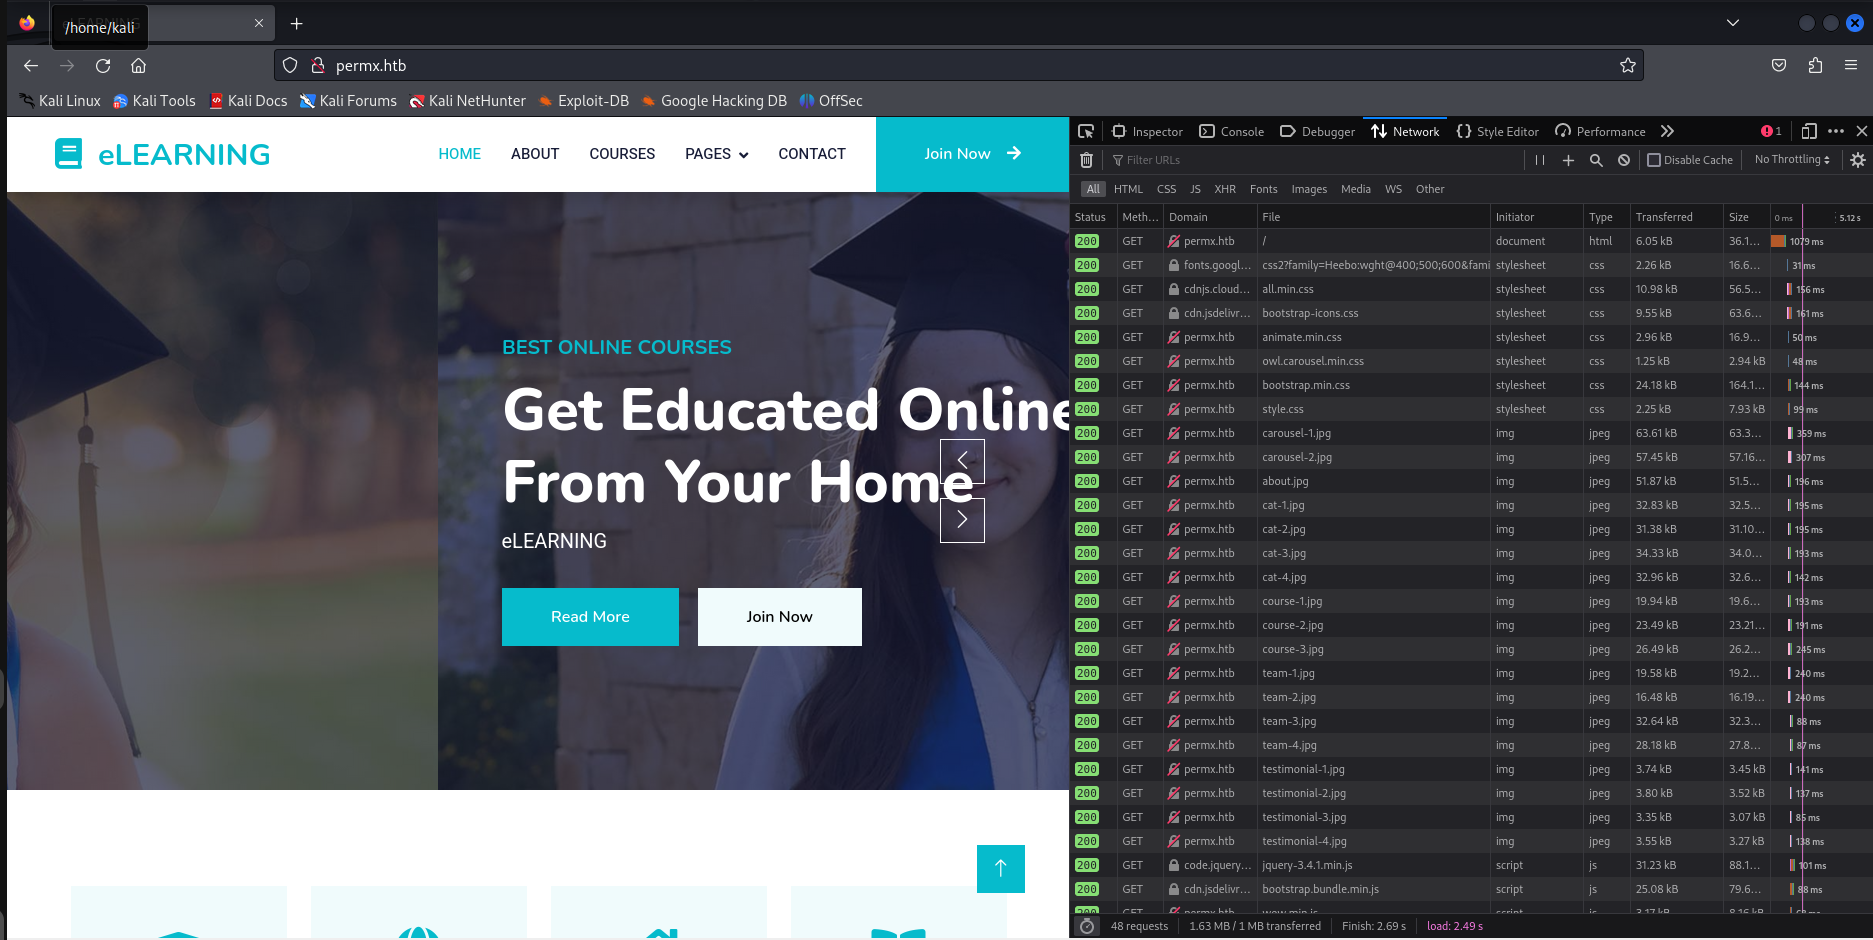 /home/kali
permx.htb
Kali Linux Kali Tools Kali Docs Kali Forums Kali NetHunter Exploit-DB Google Hacking DB OffSec
eLEARNING HOME ABOUT COURSES PAGES CONTACT Join Now
BEST ONLINE COURSES
Get Educated Online
From Your Home
eLEARNING
Read More Join Now
Inspector Console Debugger Network Style Editor Performance 1
Filter URLs Disable Cache No Throttling
All HTML CSS JS XHR Fonts Images Media WS Other
Status Meth... Domain File Initiator Type Transferred Size 0 ms 5.12 s
200 GET permx.htb / document html 6.05 kB 36.1... 1079 ms
200 GET fonts.googl... css2?family=Heebo:wght@400;500;600&fami stylesheet css 2.26 kB 16.6... 31 ms
200 GET cdnjs.cloud... all.min.css stylesheet css 10.98 kB 56.5... 156 ms
200 GET cdn.jsdelivr... bootstrap-icons.css stylesheet css 9.55 kB 63.6... 161 ms
200 GET permx.htb animate.min.css stylesheet css 2.96 kB 16.9... 50 ms
200 GET permx.htb owl.carousel.min.css stylesheet css 1.25 kB 2.94 kB 48 ms
200 GET permx.htb bootstrap.min.css stylesheet css 24.18 kB 164.1... 144 ms
200 GET permx.htb style.css stylesheet css 2.25 kB 7.93 kB 99 ms
200 GET permx.htb carousel-1.jpg img jpeg 63.61 kB 63.3... 359 ms
200 GET permx.htb carousel-2.jpg img jpeg 57.45 kB 57.16... 307 ms
200 GET permx.htb about.jpg img jpeg 51.87 kB 51.5... 196 ms
200 GET permx.htb cat-1.jpg img jpeg 32.83 kB 32.5... 195 ms
200 GET permx.htb cat-2.jpg img jpeg 31.38 kB 31.10... 195 ms
200 GET permx.htb cat-3.jpg img jpeg 34.33 kB 34.0... 193 ms
200 GET permx.htb cat-4.jpg img jpeg 32.96 kB 32.6... 142 ms
200 GET permx.htb course-1.jpg img jpeg 19.94 kB 19.6... 193 ms
200 GET permx.htb course-2.jpg img jpeg 23.49 kB 23.21... 191 ms
200 GET permx.htb course-3.jpg img jpeg 26.49 kB 26.2... 245 ms
200 GET permx.htb team-1.jpg img jpeg 19.58 kB 19.2... 240 ms
200 GET permx.htb team-2.jpg img jpeg 16.48 kB 16.19... 240 ms
200 GET permx.htb team-3.jpg img jpeg 32.64 kB 32.3... 88 ms
200 GET permx.htb team-4.jpg img jpeg 28.18 kB 27.8... 87 ms
200 GET permx.htb testimonial-1.jpg img jpeg 3.74 kB 3.45 kB 141 ms
200 GET permx.htb testimonial-2.jpg img jpeg 3.80 kB 3.52 kB 137 ms
200 GET permx.htb testimonial-3.jpg img jpeg 3.35 kB 3.07 kB 85 ms
200 GET permx.htb testimonial-4.jpg img jpeg 3.55 kB 3.27 kB 138 ms
200 GET code.jquery... jquery-3.4.1.min.js script js 31.23 kB 88.1... 101 ms
200 GET cdn.jsdelivr... bootstrap.bundle.min.js script js 25.08 kB 79.6... 88 ms
200 GET permx.htb wow.min.js script js 3.17 kB 8.16 kB
48 requests 1.63 MB / 1 MB transferred Finish: 2.69 s load: 2.49 s